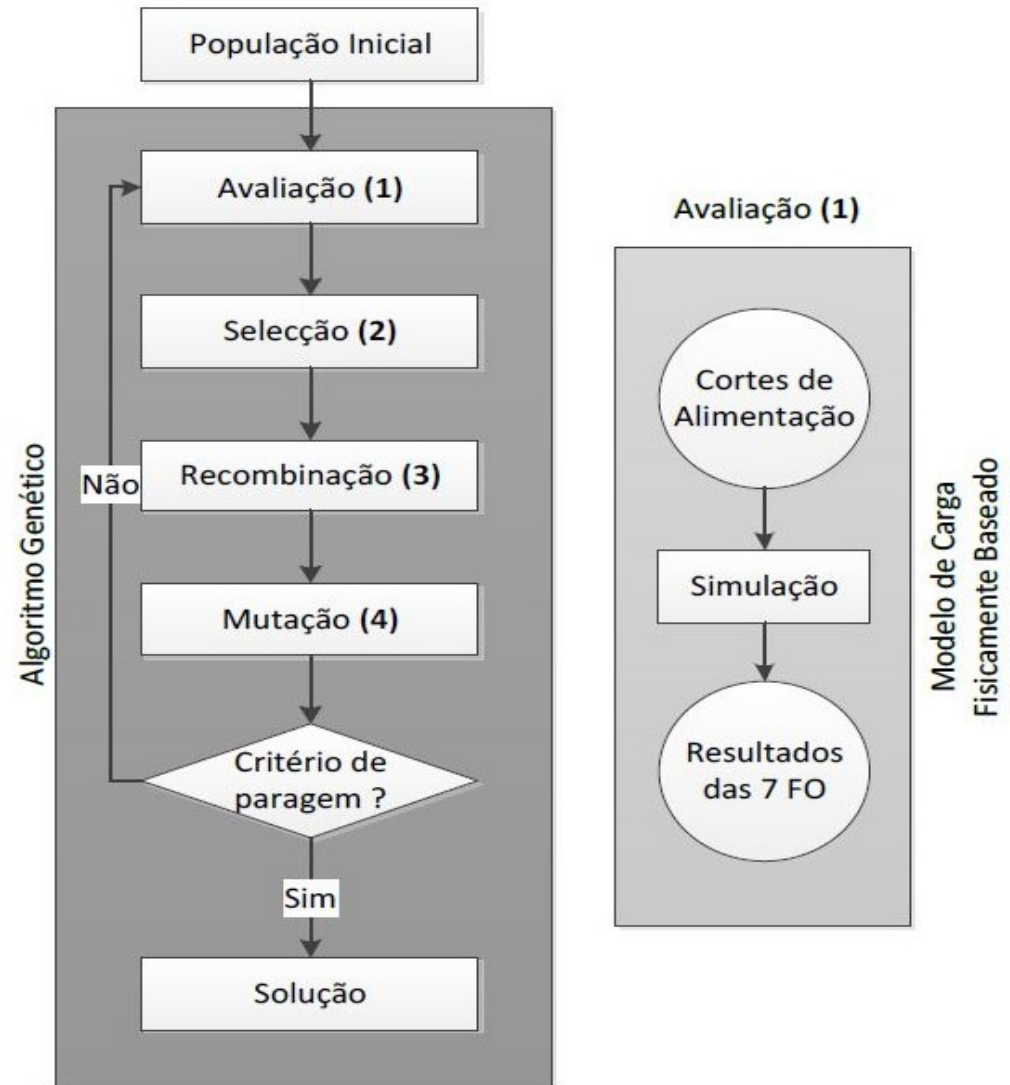 População Inicial
Avaliação (1)
Selecção (2)
Recombinação (3)
Não
Mutação (4)
Critério de
paragem ?
Sim
Solução
Algoritmo Genético
Avaliação (1)
Cortes de
Alimentação
Simulação
Resultados
das 7 FO
Modelo de Carga
Fisicamente Baseado